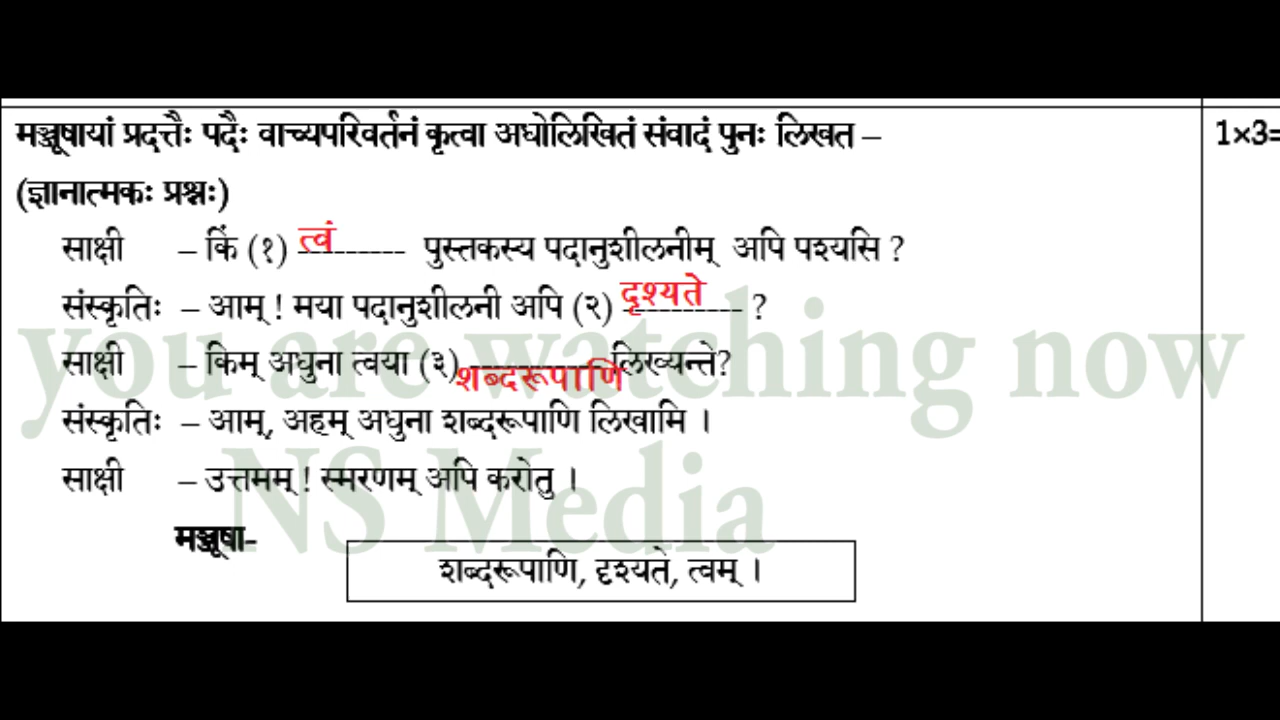 मञ्जूषायां प्रदत्तैः पदैः वाच्यपरिवर्तनं कृत्वा अधोलिखितं संवादं पुनः लिखत – 1×3=
(ज्ञानात्मकः प्रश्नः)
साक्षी – किं (१) त्वं --------- पुस्तकस्य पदानुशीलनीम् अपि पश्यसि ?
संस्कृतिः – आम् ! मया पदानुशीलनी अपि (२) दृश्यते ---------- ?
साक्षी – किम् अधुना त्वया (३) शब्दरूपाणि ------------ लिख्यन्ते?
संस्कृतिः – आम्, अहम् अधुना शब्दरूपाणि लिखामि ।
साक्षी – उत्तमम् ! स्मरणम् अपि करोतु ।
मञ्जूषा-
शब्दरूपाणि, दृश्यते, त्वम् ।
you are watching now
NS Media